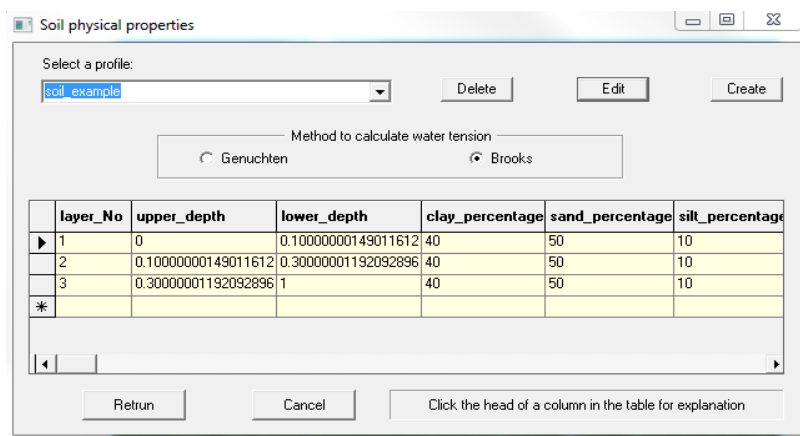 Soil physical properties
Select a profile:
soil_example
Delete
Edit
Create
Method to calculate water tension
Genuchten
Brooks
layer_No upper_depth lower_depth clay_percentage sand_percentage silt_percentage
1 0 0.10000000149011612 40 50 10
2 0.10000000149011612 0.30000001192092896 40 50 10
3 0.30000001192092896 1 40 50 10
Retrun
Cancel
Click the head of a column in the table for explanation